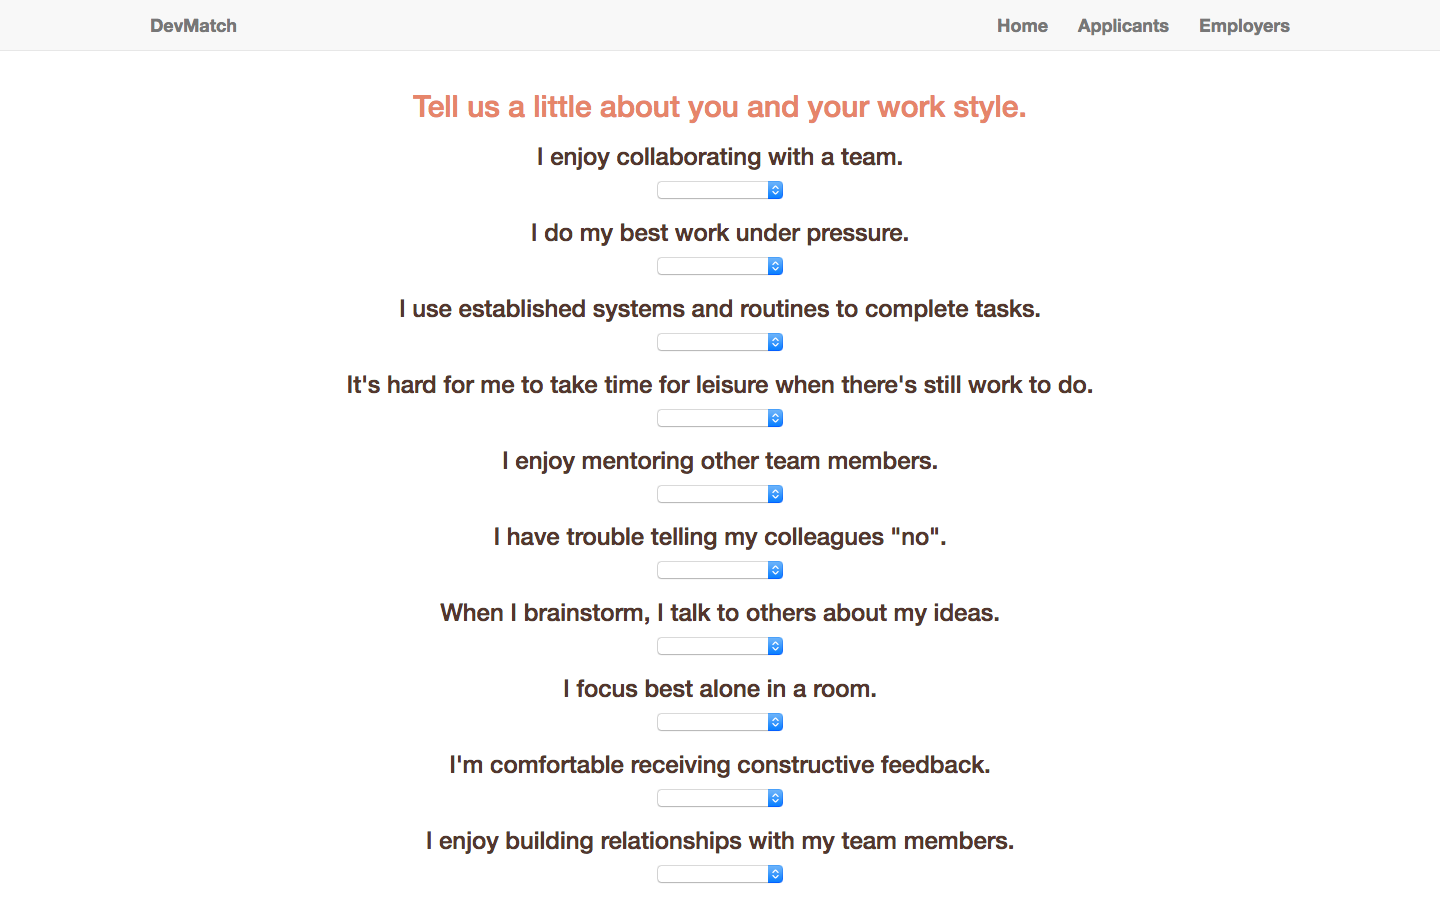 DevMatch
Home Applicants Employers
Tell us a little about you and your work style.
I enjoy collaborating with a team.
I do my best work under pressure.
I use established systems and routines to complete tasks.
It's hard for me to take time for leisure when there's still work to do.
I enjoy mentoring other team members.
I have trouble telling my colleagues "no".
When I brainstorm, I talk to others about my ideas.
I focus best alone in a room.
I'm comfortable receiving constructive feedback.
I enjoy building relationships with my team members.